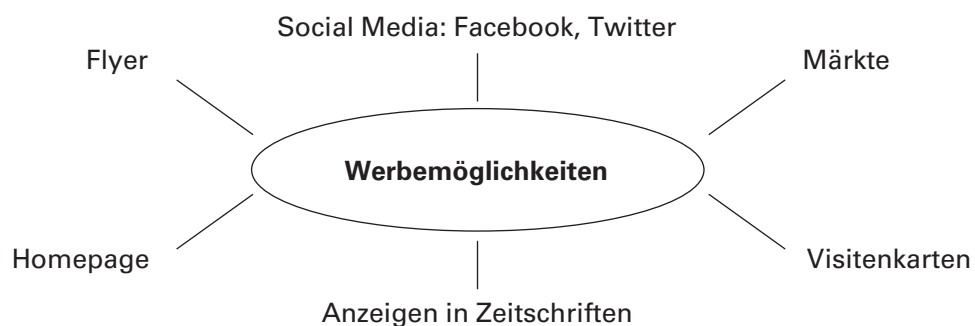 Social Media: Facebook, Twitter
Flyer
Märkte
Werbemöglichkeiten
Homepage
Visitenkarten
Anzeigen in Zeitschriften